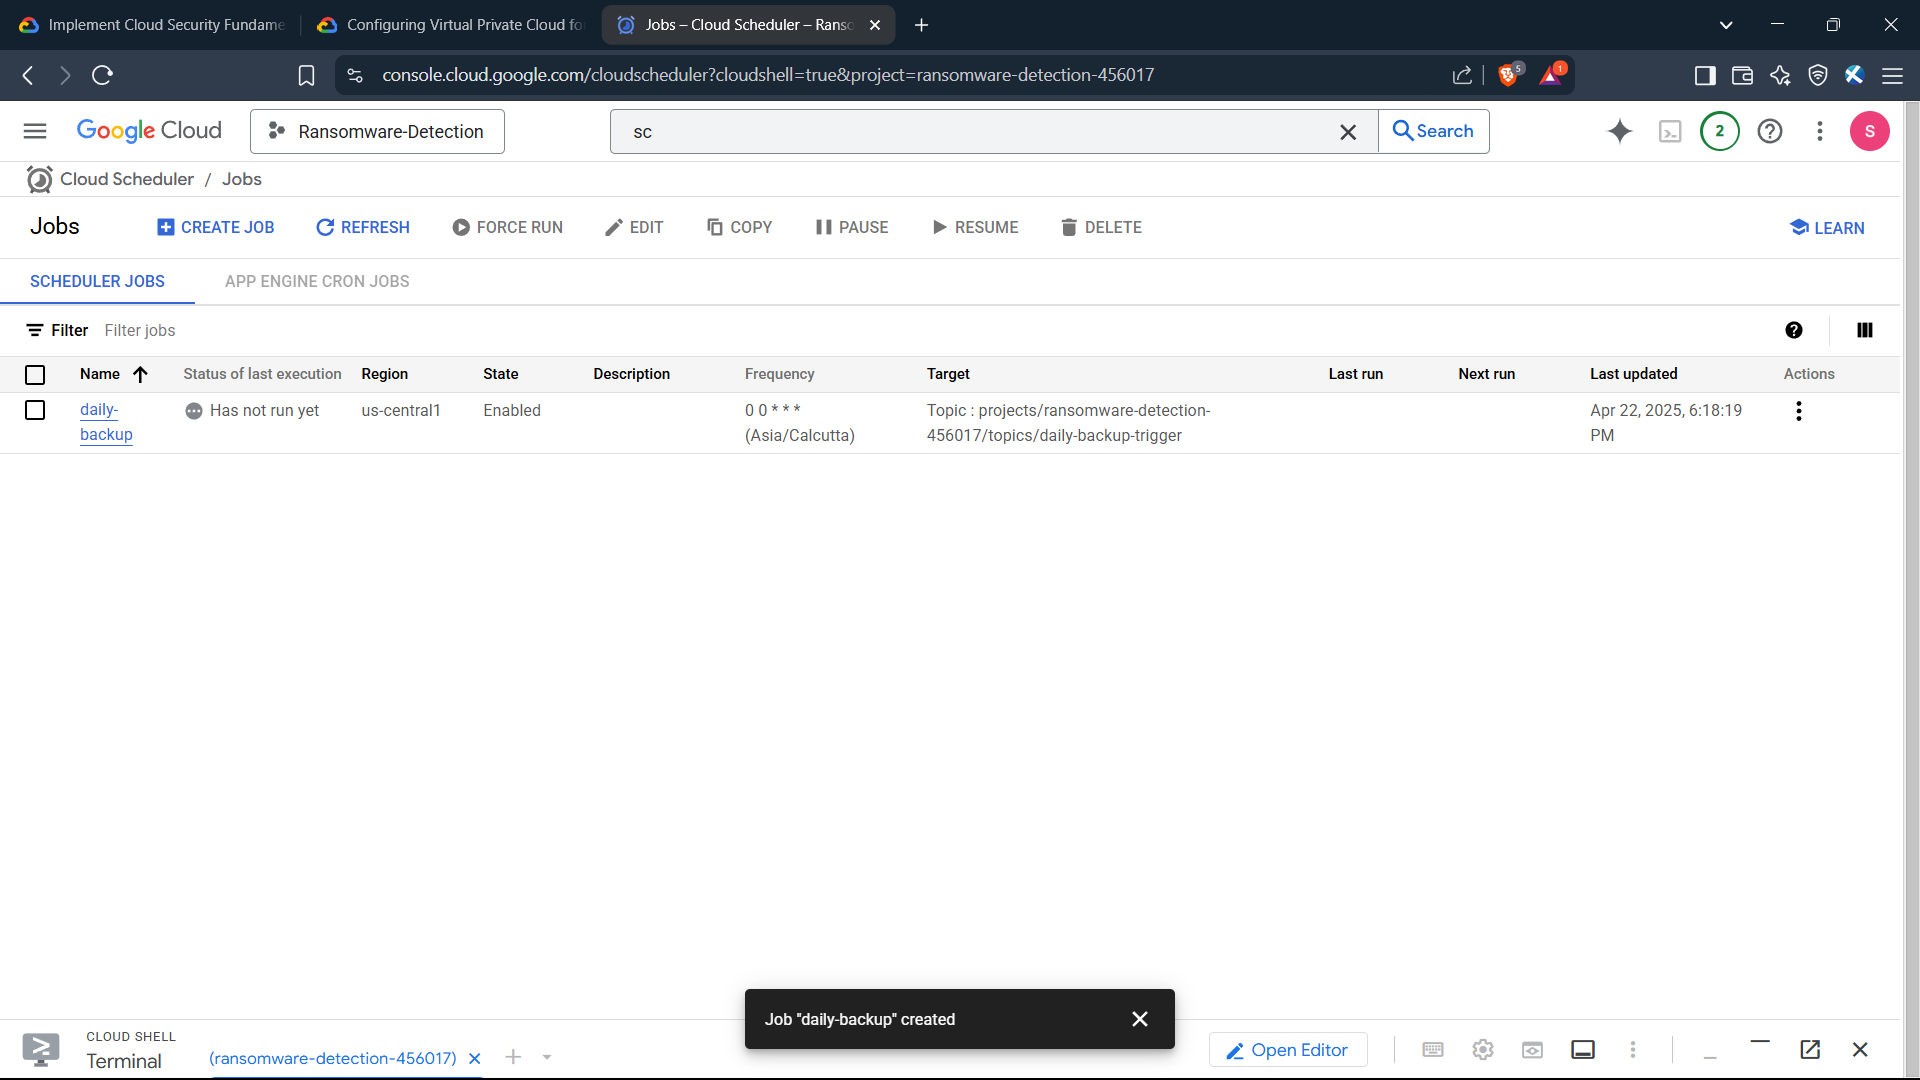 Implement Cloud Security Fundame
Configuring Virtual Private Cloud fo
Jobs – Cloud Scheduler – Ranso
console.cloud.google.com/cloudscheduler?cloudshell=true&project=ransomware-detection-456017
5
1
Google Cloud
Ransomware-Detection
sc
Search
2
S
Cloud Scheduler / Jobs
Jobs
CREATE JOB
REFRESH
FORCE RUN
EDIT
COPY
PAUSE
RESUME
DELETE
LEARN
SCHEDULER JOBS
APP ENGINE CRON JOBS
Filter
Filter jobs
Name
Status of last execution
Region
State
Description
Frequency
Target
Last run
Next run
Last updated
Actions
daily-
backup
Has not run yet
us-central1
Enabled
0 0 * * *
(Asia/Calcutta)
Topic : projects/ransomware-detection-
456017/topics/daily-backup-trigger
Apr 22, 2025, 6:18:19
PM
Job "daily-backup" created
CLOUD SHELL
Terminal
(ransomware-detection-456017)
Open Editor